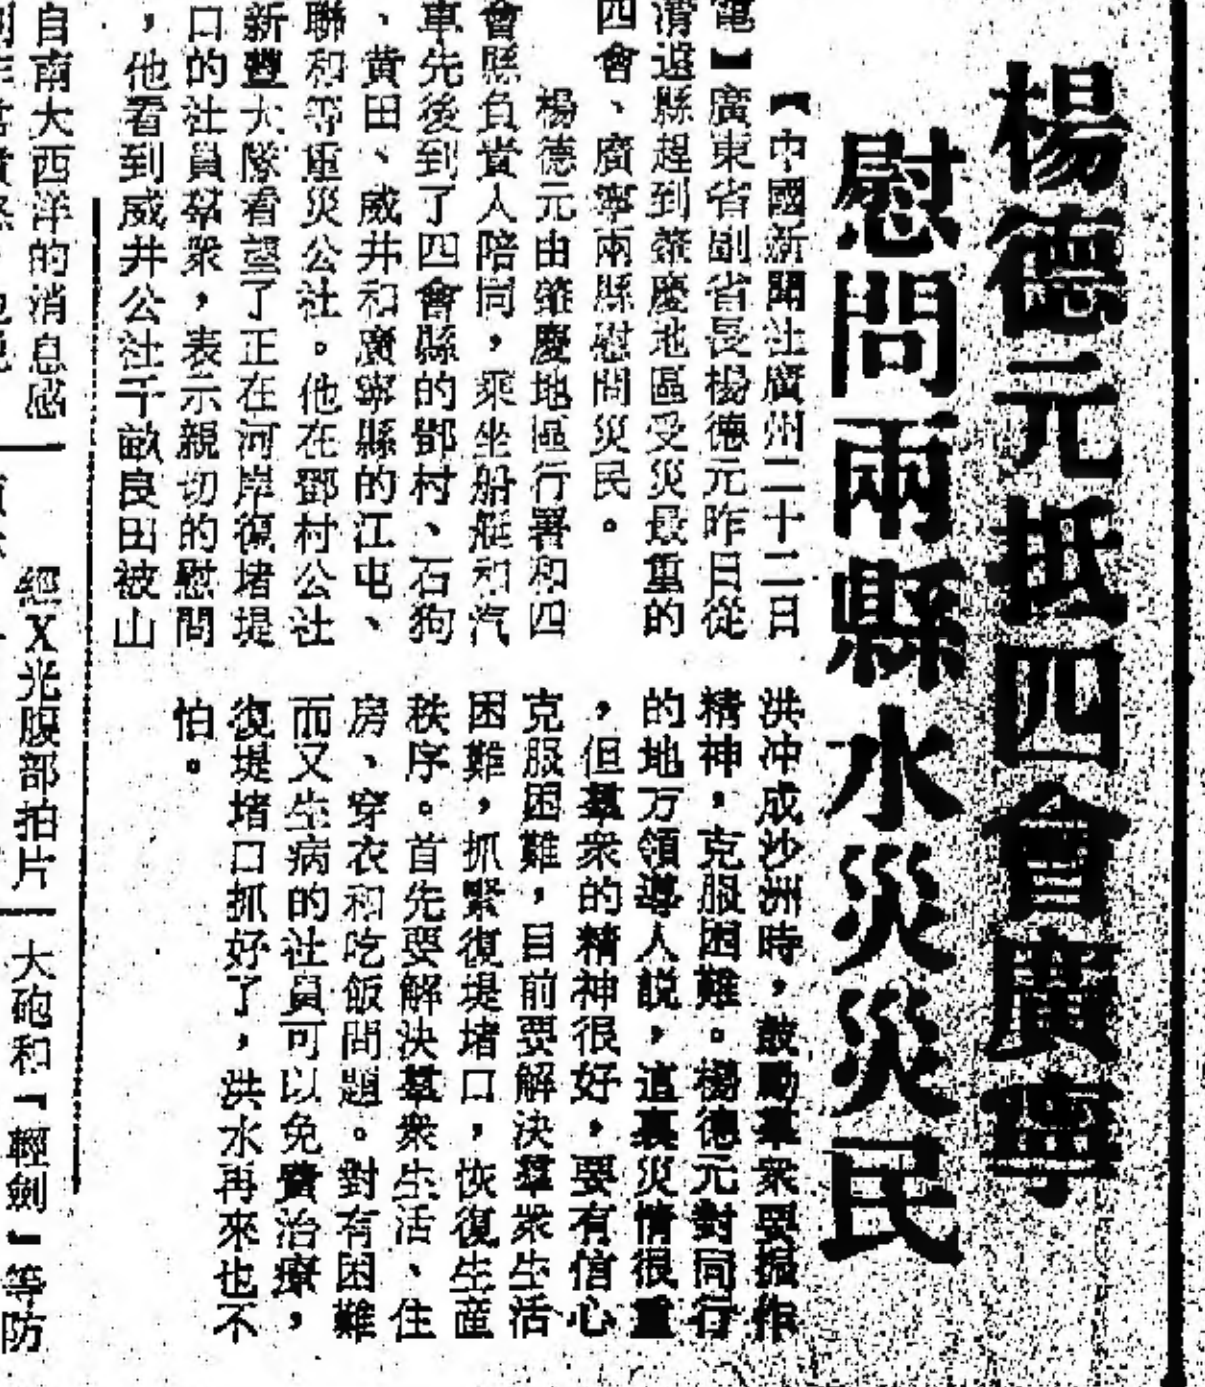 楊德元抵四會廣寧
慰問兩縣水災災民
【中國新聞社廣州二十二日
電】廣東省副省長楊德元昨日從
清遠縣趕到肇慶地區受災最重的
四會、廣寧兩縣慰問災民。
楊德元由肇慶地區行署和四
會縣負責人陪同，乘坐船艇和汽
車先後到了四會縣的鄧村、石狗
、黃田、威井和廣寧縣的江屯、
聯和等重災公社。他在鄧村公社
新豐大隊看望了正在河岸復堵堤
口的社員羣衆，表示親切的慰問
，他看到威井公社千畝良田被山
洪冲成沙洲時，鼓勵羣衆要振作
精神，克服困難。楊德元對同行
的地方領導人説，這裏災情很重
，但羣衆的精神很好，要有信心
克服困難，目前要解決羣衆生活
困難，抓緊復堤堵口，恢復生産
秩序。首先要解決羣衆生活、住
房、穿衣和吃飯問題。對有困難
而又生病的社員可以免費治療，
復堤堵口抓好了，洪水再來也不
怕。
自南大西洋的消息感
經X光腹部拍片
大砲和「輕劍」等防